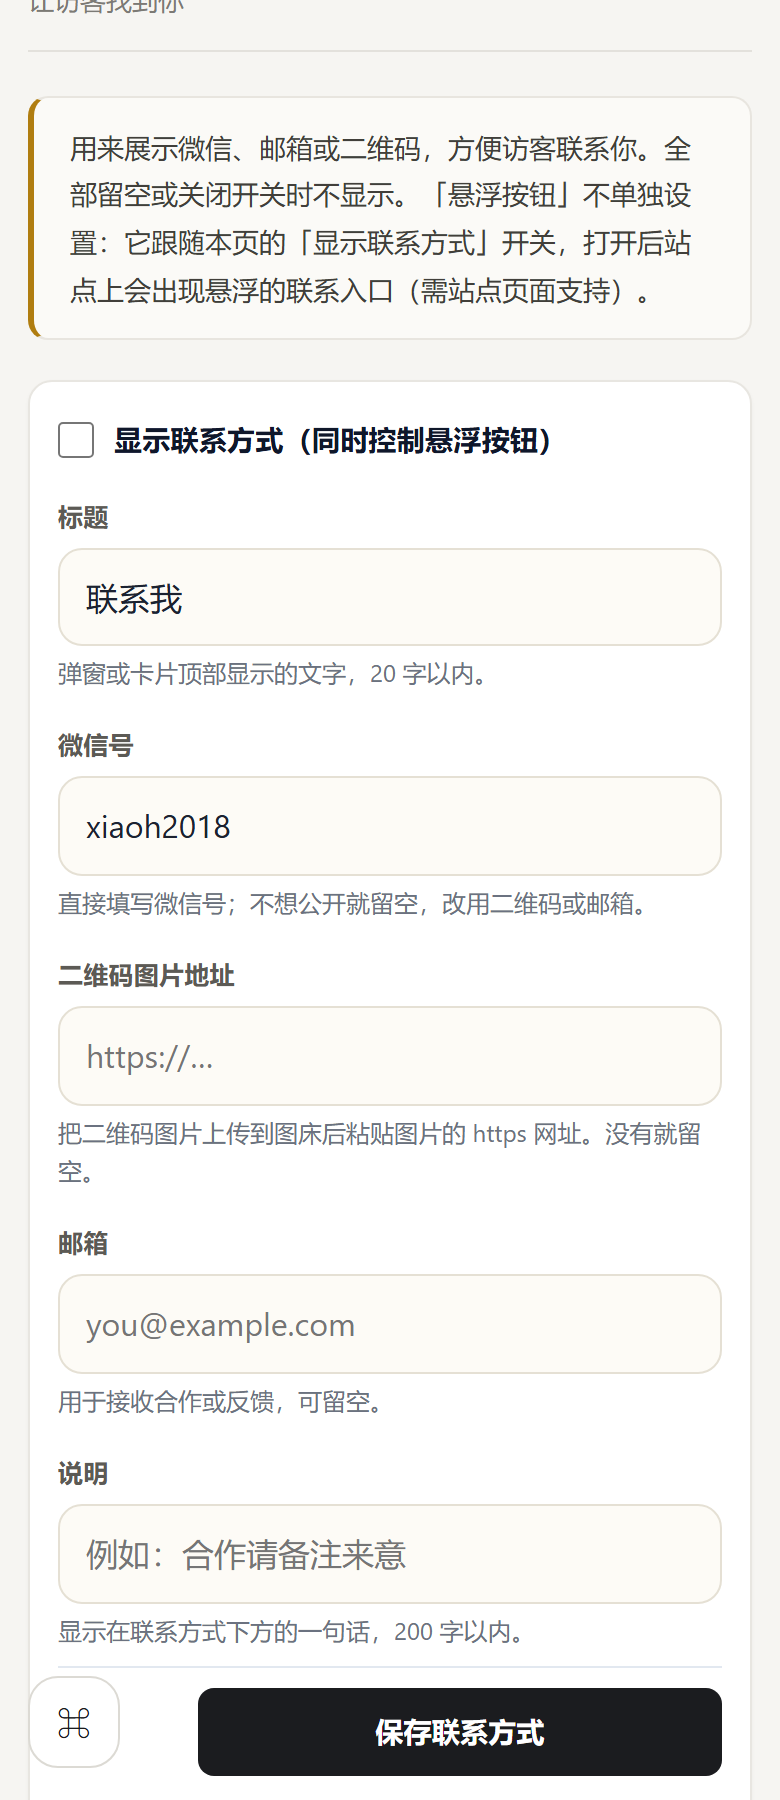 让访客找到你
用来展示微信、邮箱或二维码，方便访客联系你。全
部留空或关闭开关时不显示。「悬浮按钮」不单独设
置：它跟随本页的「显示联系方式」开关，打开后站
点上会出现悬浮的联系入口（需站点页面支持）。
显示联系方式（同时控制悬浮按钮）
标题
联系我
弹窗或卡片顶部显示的文字，20 字以内。
微信号
xiaoh2018
直接填写微信号；不想公开就留空，改用二维码或邮箱。
二维码图片地址
https://...
把二维码图片上传到图床后粘贴图片的 https 网址。没有就留
空。
邮箱
you@example.com
用于接收合作或反馈，可留空。
说明
例如：合作请备注来意
显示在联系方式下方的一句话，200 字以内。
⌘
保存联系方式